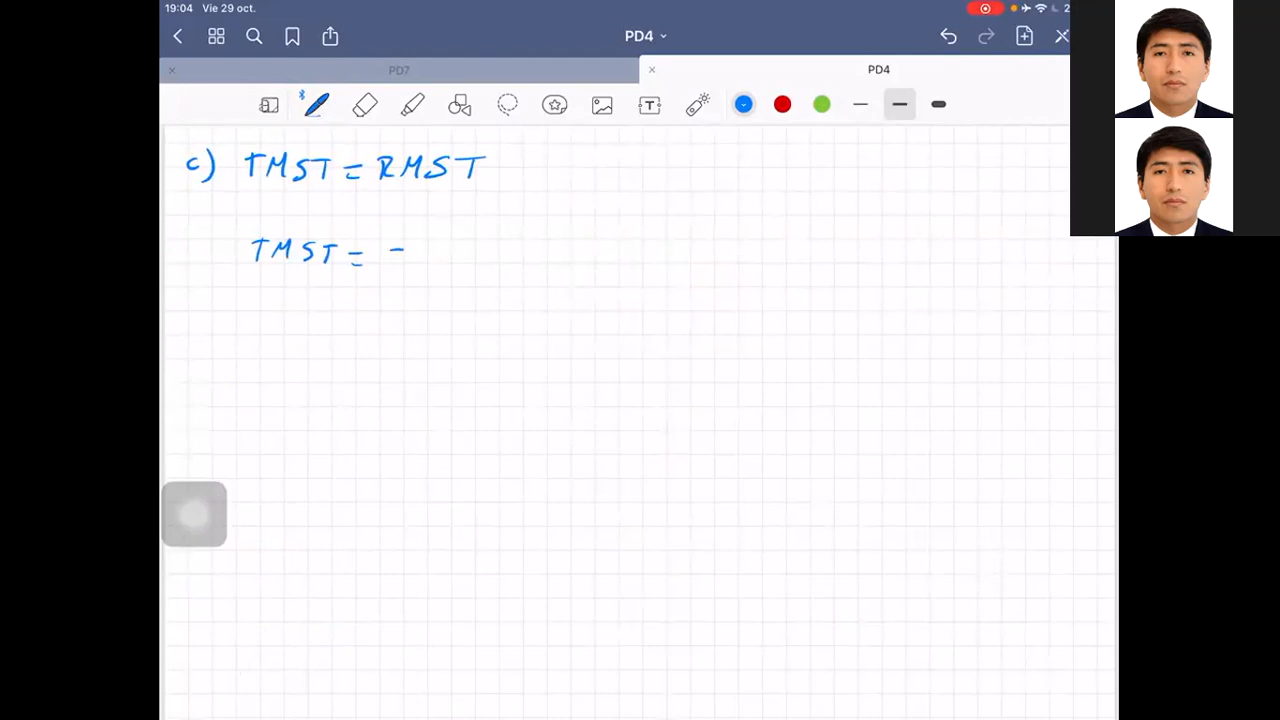 19:04 Vie 29 oct.
PD4
PD7
PD4
T
c) TMST = RMST
TMST = -